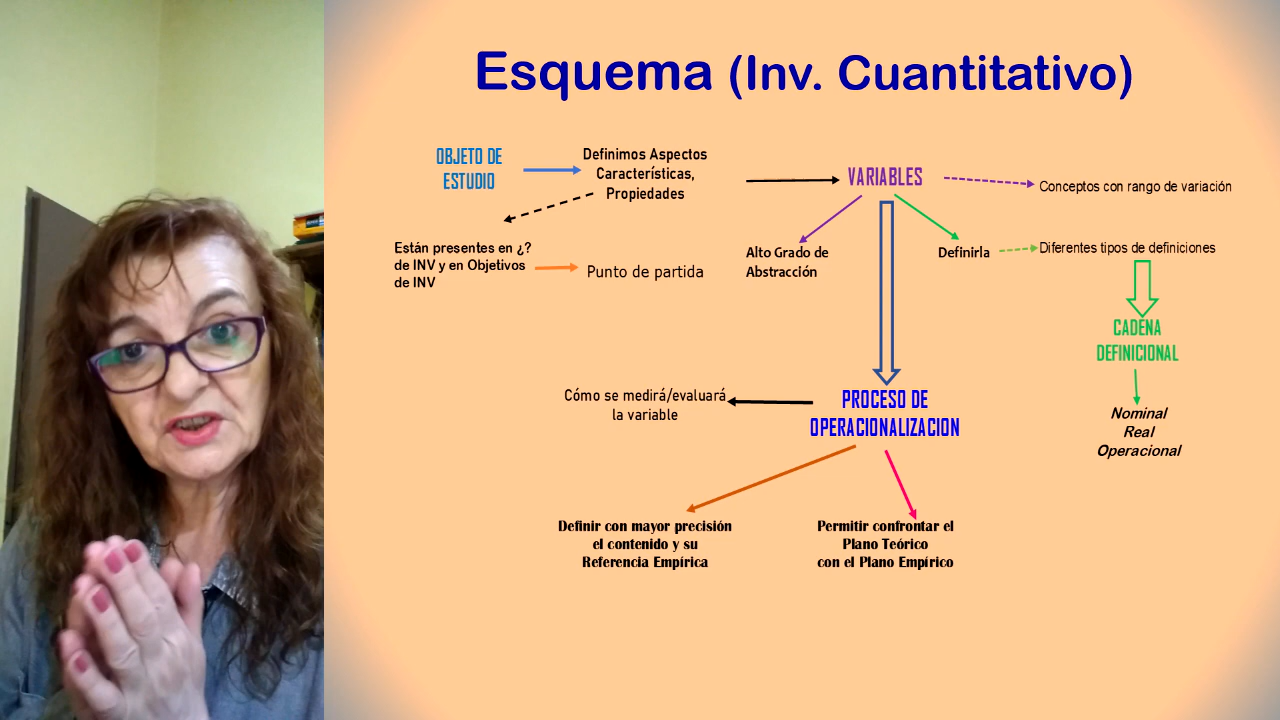 Esquema (Inv. Cuantitativo)
OBJETO DE
ESTUDIO
Definimos Aspectos
Características,
Propiedades
VARIABLES
Conceptos con rango de variación
Están presentes en ¿?
de INV y en Objetivos
de INV
Punto de partida
Alto Grado de
Abstracción
Definirla
Diferentes tipos de definiciones
CADENA
DEFINICIONAL
Nominal
Real
Operacional
Cómo se medirá/evaluará
la variable
PROCESO DE
OPERACIONALIZACION
Definir con mayor precisión
el contenido y su
Referencia Empírica
Permitir confrontar el
Plano Teórico
con el Plano Empírico